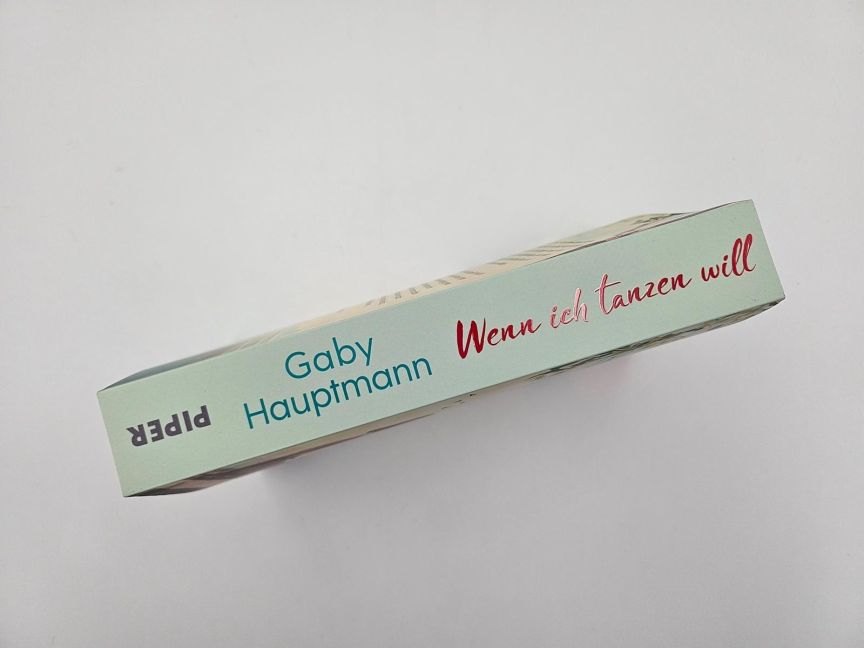 PIPER
Gaby
Hauptmann
Wenn ich tanzen will